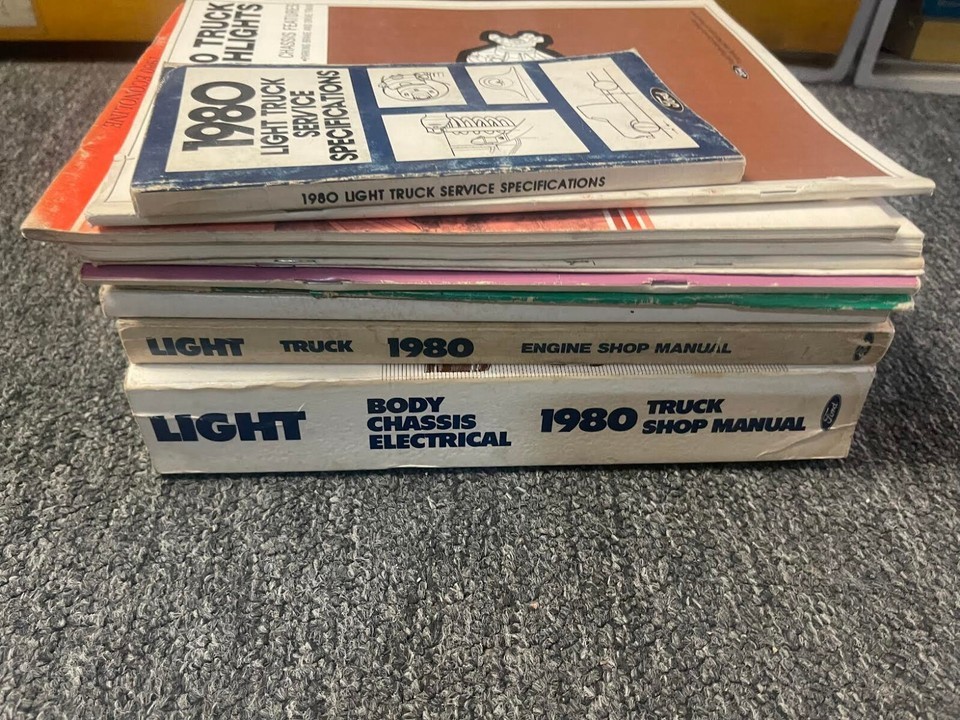 O TRUCK
HLIGHTS
CHASSIS FEATURES
1980
LIGHT TRUCK
SERVICE
SPECIFICATIONS
1980 LIGHT TRUCK SERVICE SPECIFICATIONS
LIGHT TRUCK 1980 ENGINE SHOP MANUAL
LIGHT BODY CHASSIS ELECTRICAL 1980 TRUCK SHOP MANUAL Ford